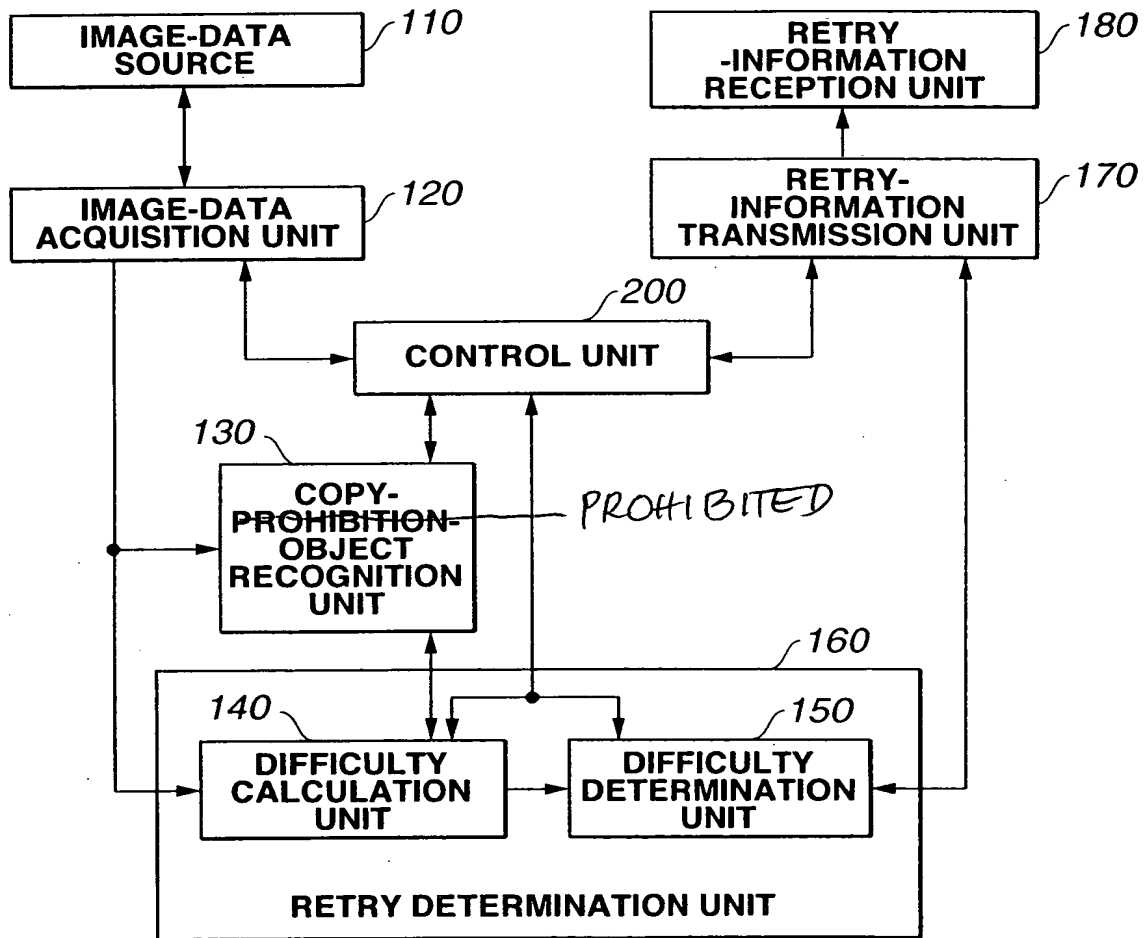 110
IMAGE-DATA
SOURCE
180
RETRY
-INFORMATION
RECEPTION UNIT
120
IMAGE-DATA
ACQUISITION UNIT
170
RETRY-
INFORMATION
TRANSMISSION UNIT
200
CONTROL UNIT
130
COPY-
PROHIBITION-
OBJECT
RECOGNITION
UNIT
PROHIBITED
160
140
DIFFICULTY
CALCULATION
UNIT
150
DIFFICULTY
DETERMINATION
UNIT
RETRY DETERMINATION UNIT